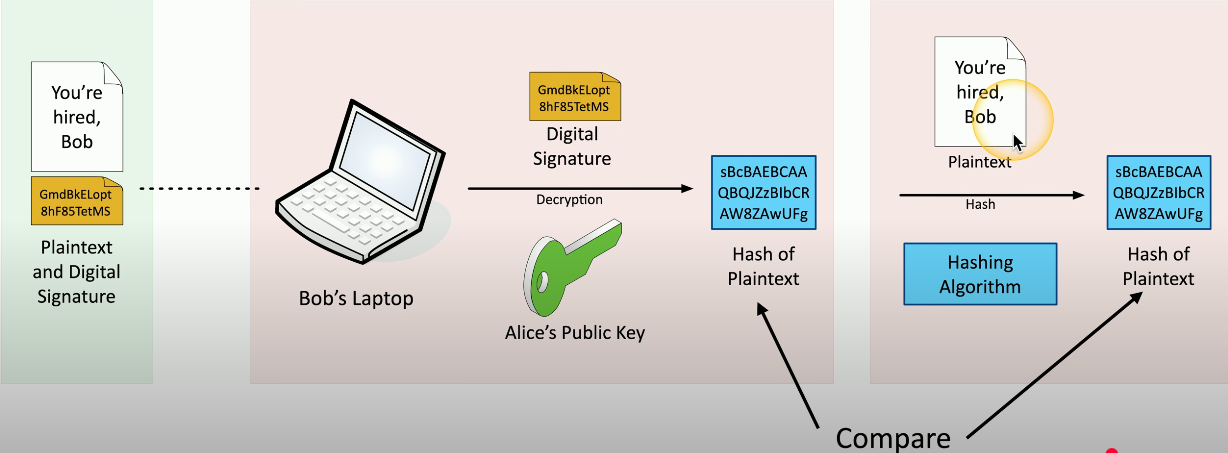 You're
hired,
Bob
GmdBkELopt
8hF85TetMS
Plaintext
and Digital
Signature
Bob's Laptop
GmdBkELopt
8hF85TetMS
Digital
Signature
Decryption
Alice's Public Key
sBcBAEBCAA
QBQJZzBIbCR
AW8ZAwUFg
Hash of
Plaintext
You're
hired,
Bob
Plaintext
Hash
Hashing
Algorithm
sBcBAEBCAA
QBQJZzBIbCR
AW8ZAwUFg
Hash of
Plaintext
Compare